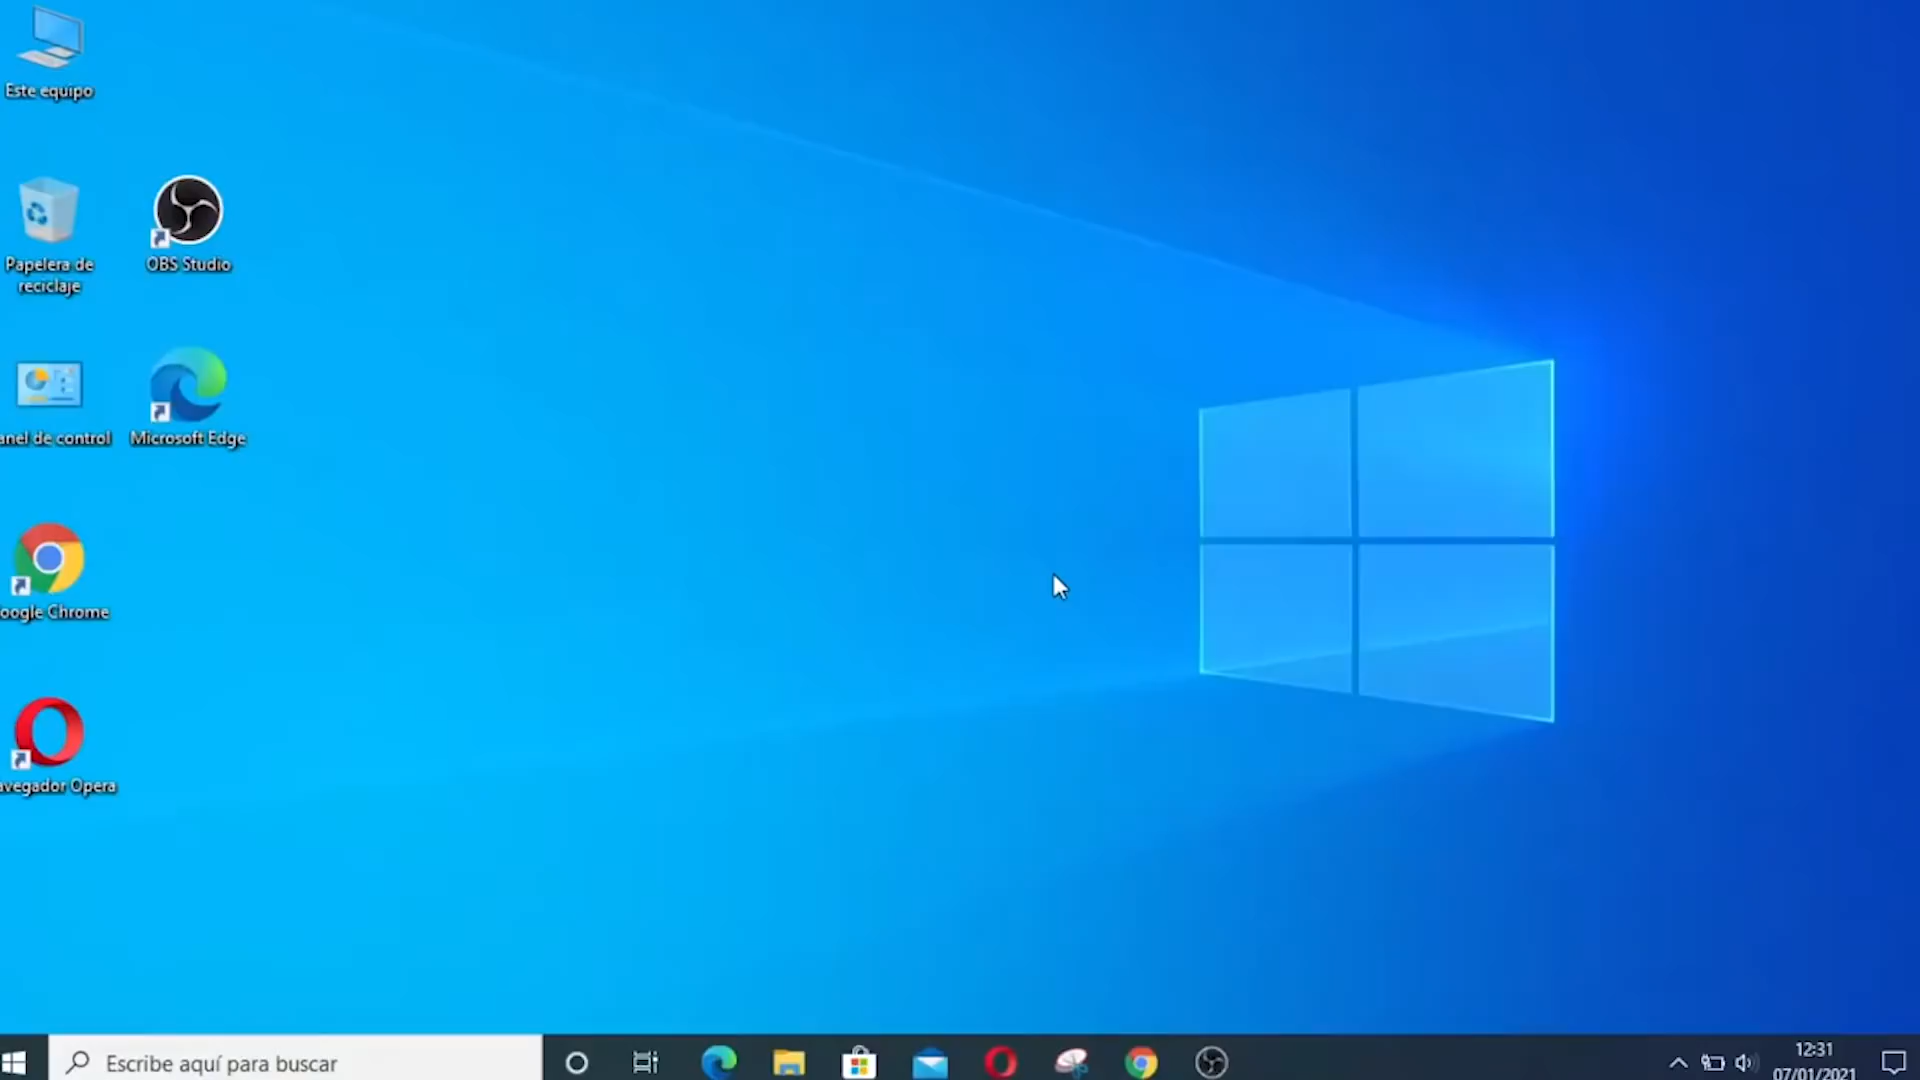 Este equipo
Papelera de
reciclaje
OBS Studio
anel de control
Microsoft Edge
oogle Chrome
avegador Opera
Escribe aquí para buscar
12:31
07/01/2021